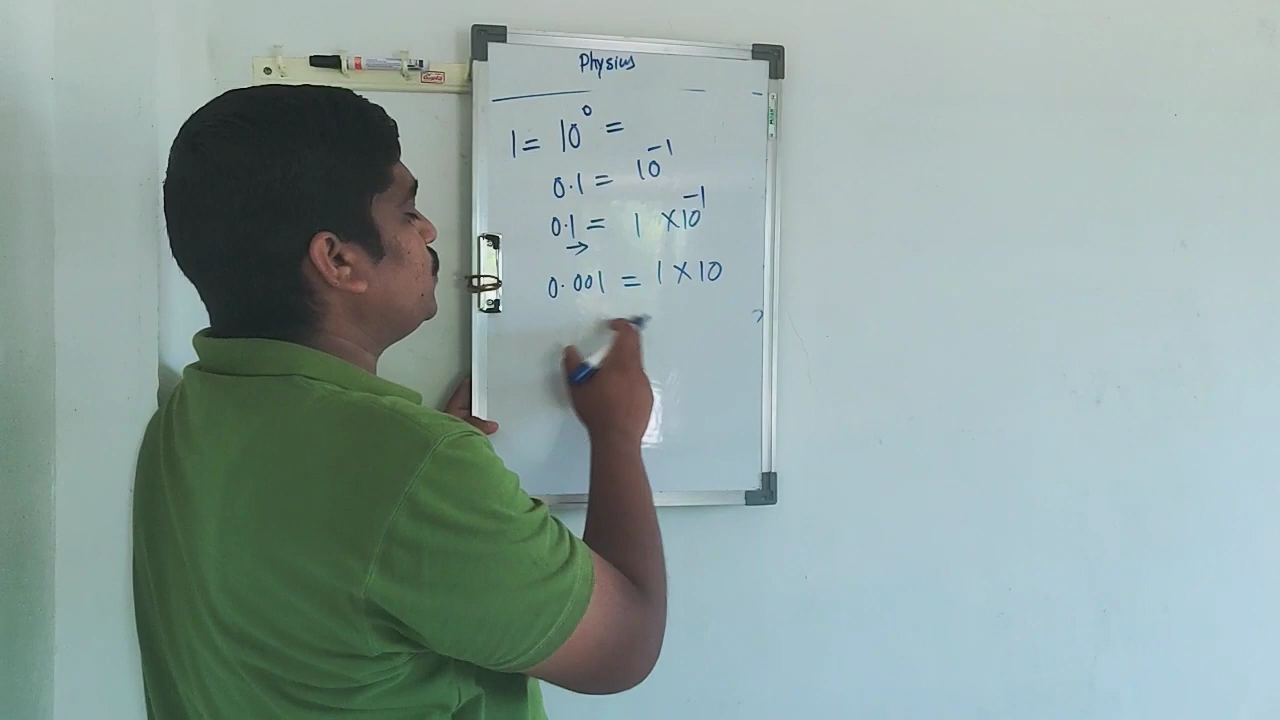 Physics
1 = 10⁰ =
0.1 = 10⁻¹
0.1 = 1 × 10⁻¹
→
0.001 = 1 × 10